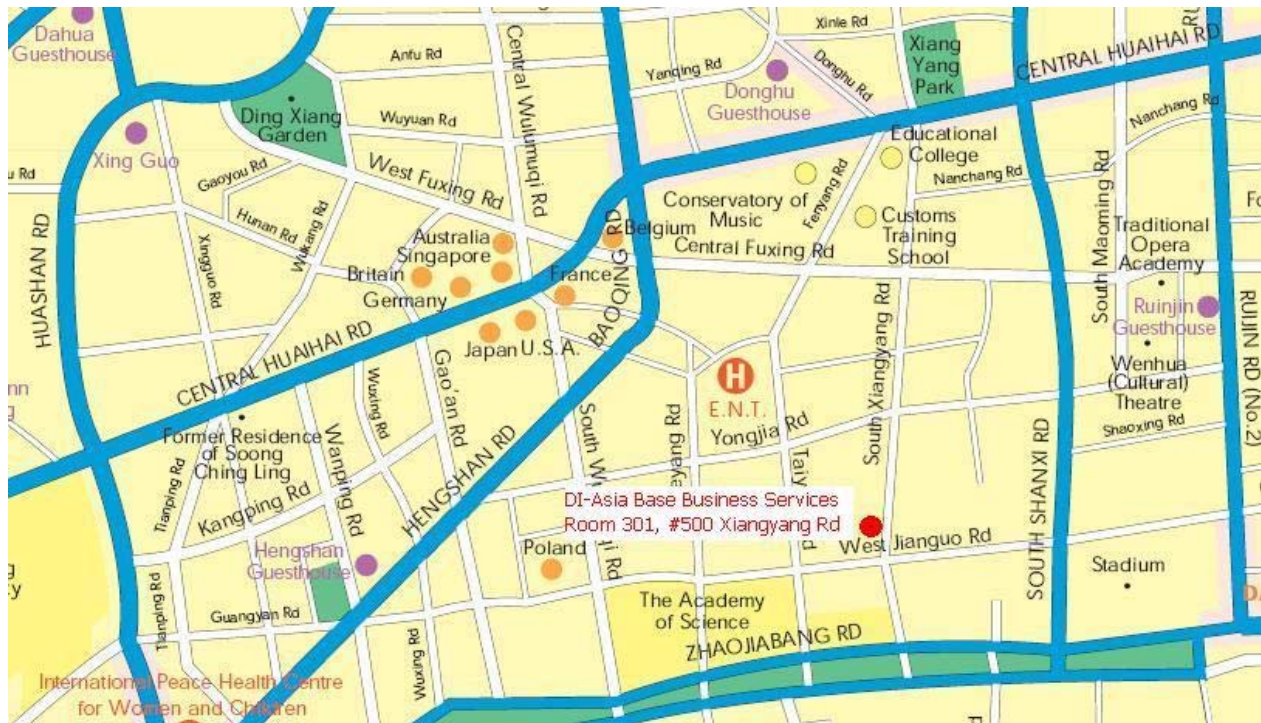 Dahua
Guesthouse
Anfu Rd
Central Wulumuqi Rd
Xinle Rd
Yanqing Rd
Donghu Rd
Donghu
Guesthouse
Xiang
Yang
Park
CENTRAL HUAIHAI RD
Ding Xiang
Garden
Wuyuan Rd
Xing Guo
Gaoyou Rd
West Fuxing Rd
Educational
College
Nanchang Rd
Nanchang Rd
Conservatory of
Music
Fenyang Rd
Hunan Rd
Wukang Rd
Xingguo Rd
HUASHAN RD
Australia
Singapore
Britain
Germany
Belgium
France
Central Fuxing Rd
Customs
Training
School
South Maoming Rd
Traditional
Opera
Academy
Ruinjin
Guesthouse
RUIJIN RD (No.2)
CENTRAL HUAIHAI RD
Japan
U.S.A.
BAOQING RD
South Xiangyang Rd
Wenhua
(Cultural)
Theatre
Shaoxing Rd
H
E.N.T.
Yongjia Rd
Gao'an Rd
Wuxing Rd
Former Residence
of Soong
Ching Ling
Wanping Rd
Tianping Rd
Kangping Rd
HENGSHAN RD
SOUTH SHANXI RD
DI-Asia Base Business Services
Room 301, #500 Xiangyang Rd
West Jianguo Rd
Poland
Hengshan
Guesthouse
Stadium
Tianping Rd
Guangyan Rd
Wuxing Rd
The Academy
of Science
ZHAOJIABANG RD
International Peace Health Centre
for Women and Children